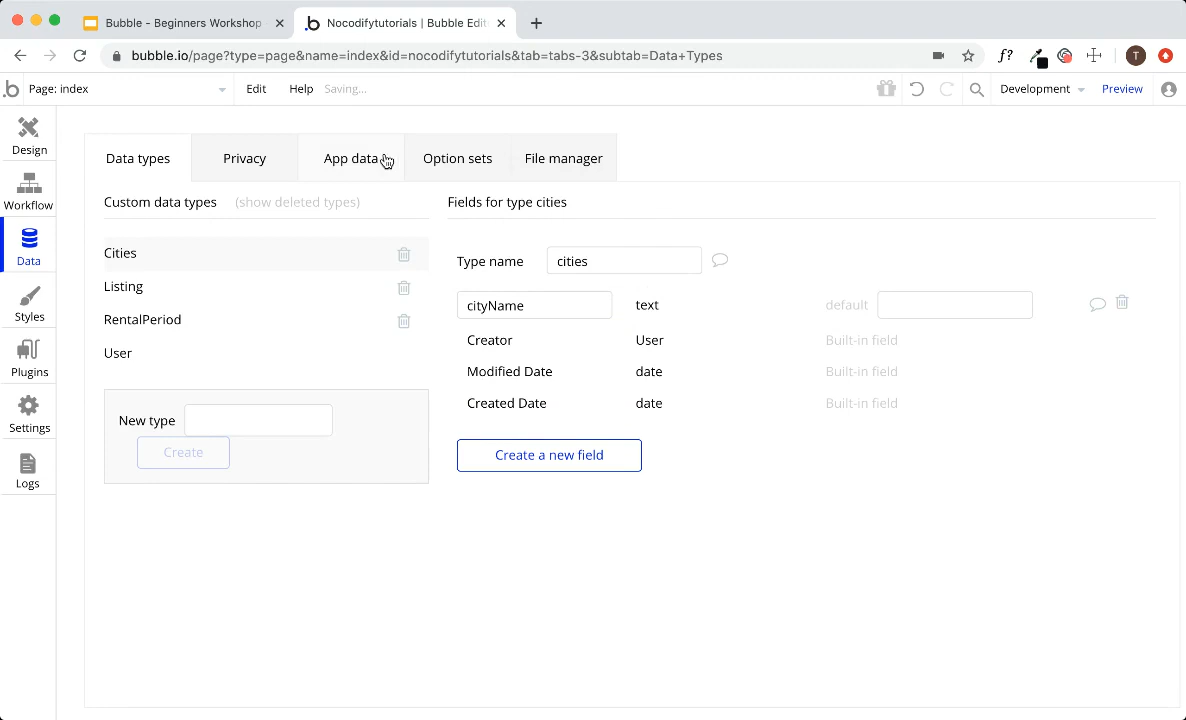 Bubble - Beginners Workshop
Nocodifytutorials | Bubble Edit
bubble.io/page?type=page&name=index&id=nocodifytutorials&tab=tabs-3&subtab=Data+Types
f?
T
.b
Page: index
Edit
Help
Saving...
Development
Preview
Design
Workflow
Data
Styles
Plugins
Settings
Logs
Data types
Privacy
App data
Option sets
File manager
Custom data types
(show deleted types)
Cities
Listing
RentalPeriod
User
New type
Create
Fields for type cities
Type name
cities
cityName
text
default
Creator
User
Built-in field
Modified Date
date
Built-in field
Created Date
date
Built-in field
Create a new field